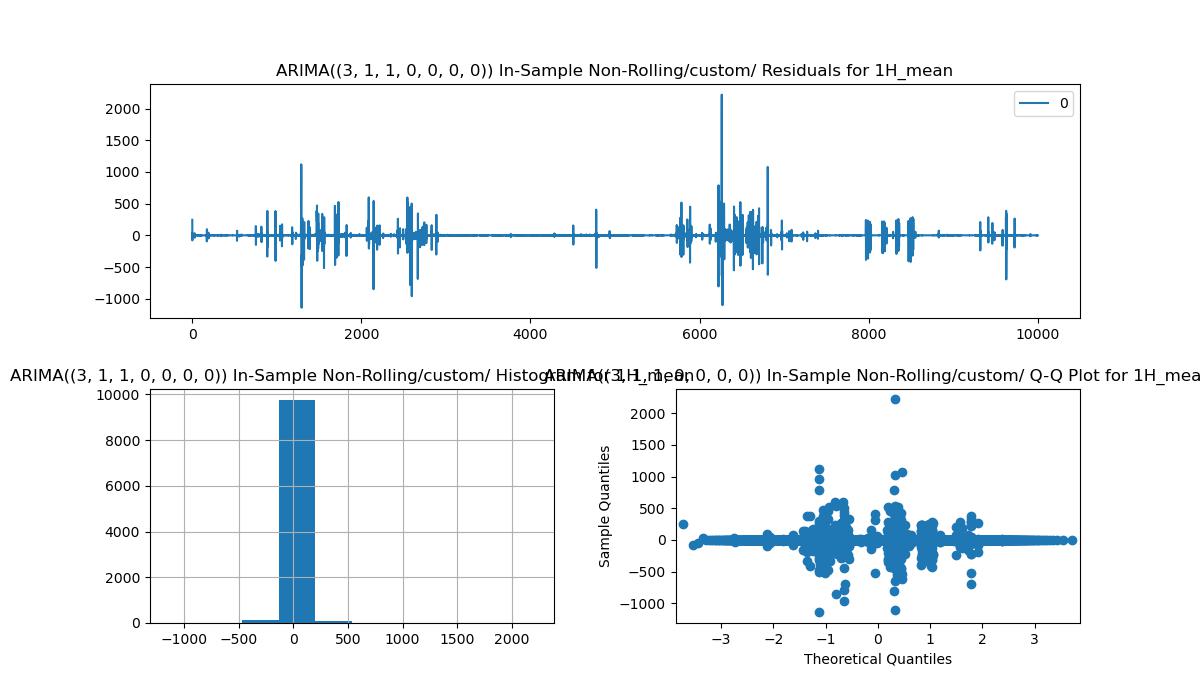 ARIMA((3, 1, 1, 0, 0, 0, 0)) In-Sample Non-Rolling/custom/ Residuals for 1H_mean
0
2000
1500
1000
500
0
−500
−1000
0 2000 4000 6000 8000 10000
ARIMA((3, 1, 1, 0, 0, 0, 0)) In-Sample Non-Rolling/custom/ Histogram for 1H_mean
10000
8000
6000
4000
2000
0
−1000 −500 0 500 1000 1500 2000
ARIMA((3, 1, 1, 0, 0, 0, 0)) In-Sample Non-Rolling/custom/ Q-Q Plot for 1H_mea
Sample Quantiles
2000
1500
1000
500
0
−500
−1000
−3 −2 −1 0 1 2 3
Theoretical Quantiles